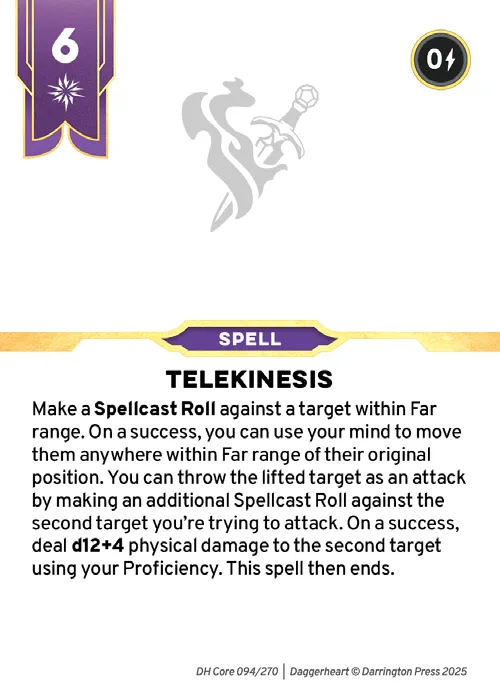 6
0
SPELL
TELEKINESIS
Make a Spellcast Roll against a target within Far
range. On a success, you can use your mind to move
them anywhere within Far range of their original
position. You can throw the lifted target as an attack
by making an additional Spellcast Roll against the
second target you’re trying to attack. On a success,
deal d12+4 physical damage to the second target
using your Proficiency. This spell then ends.
DH Core 094/270 | Daggerheart © Darrington Press 2025